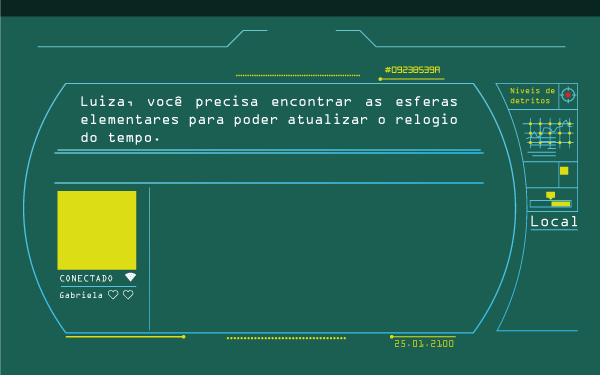 #0923B539A
Luiza, você precisa encontrar as esferas
elementares para poder atualizar o relogio
do tempo.
Niveis de
detritos
Local
CONECTADO
Gabriela
25.01.2100